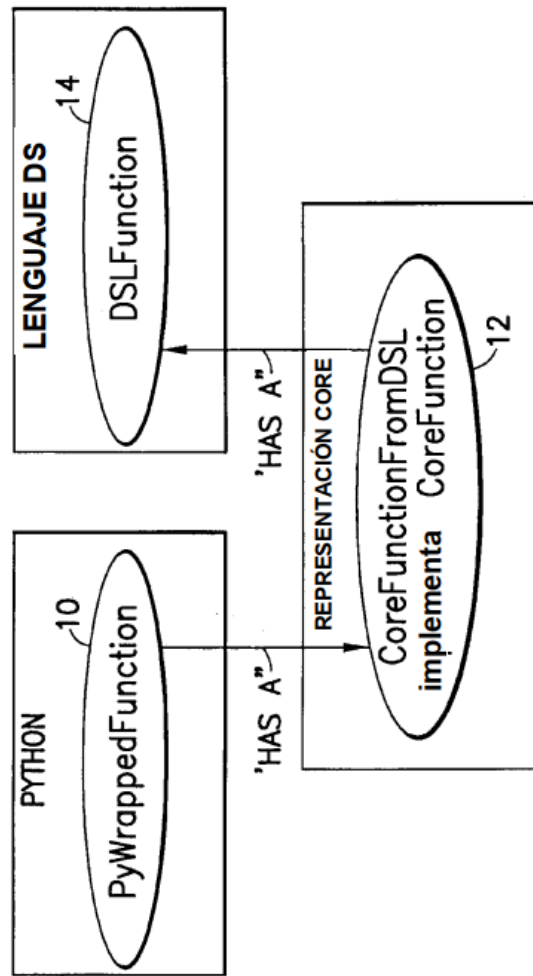 PYTHON
10
PyWrappedFunction
"HAS A"
LENGUAJE DS
14
DSLFunction
"HAS A"
REPRESENTACIÓN CORE
CoreFunctionFromDSL
implementa CoreFunction
12